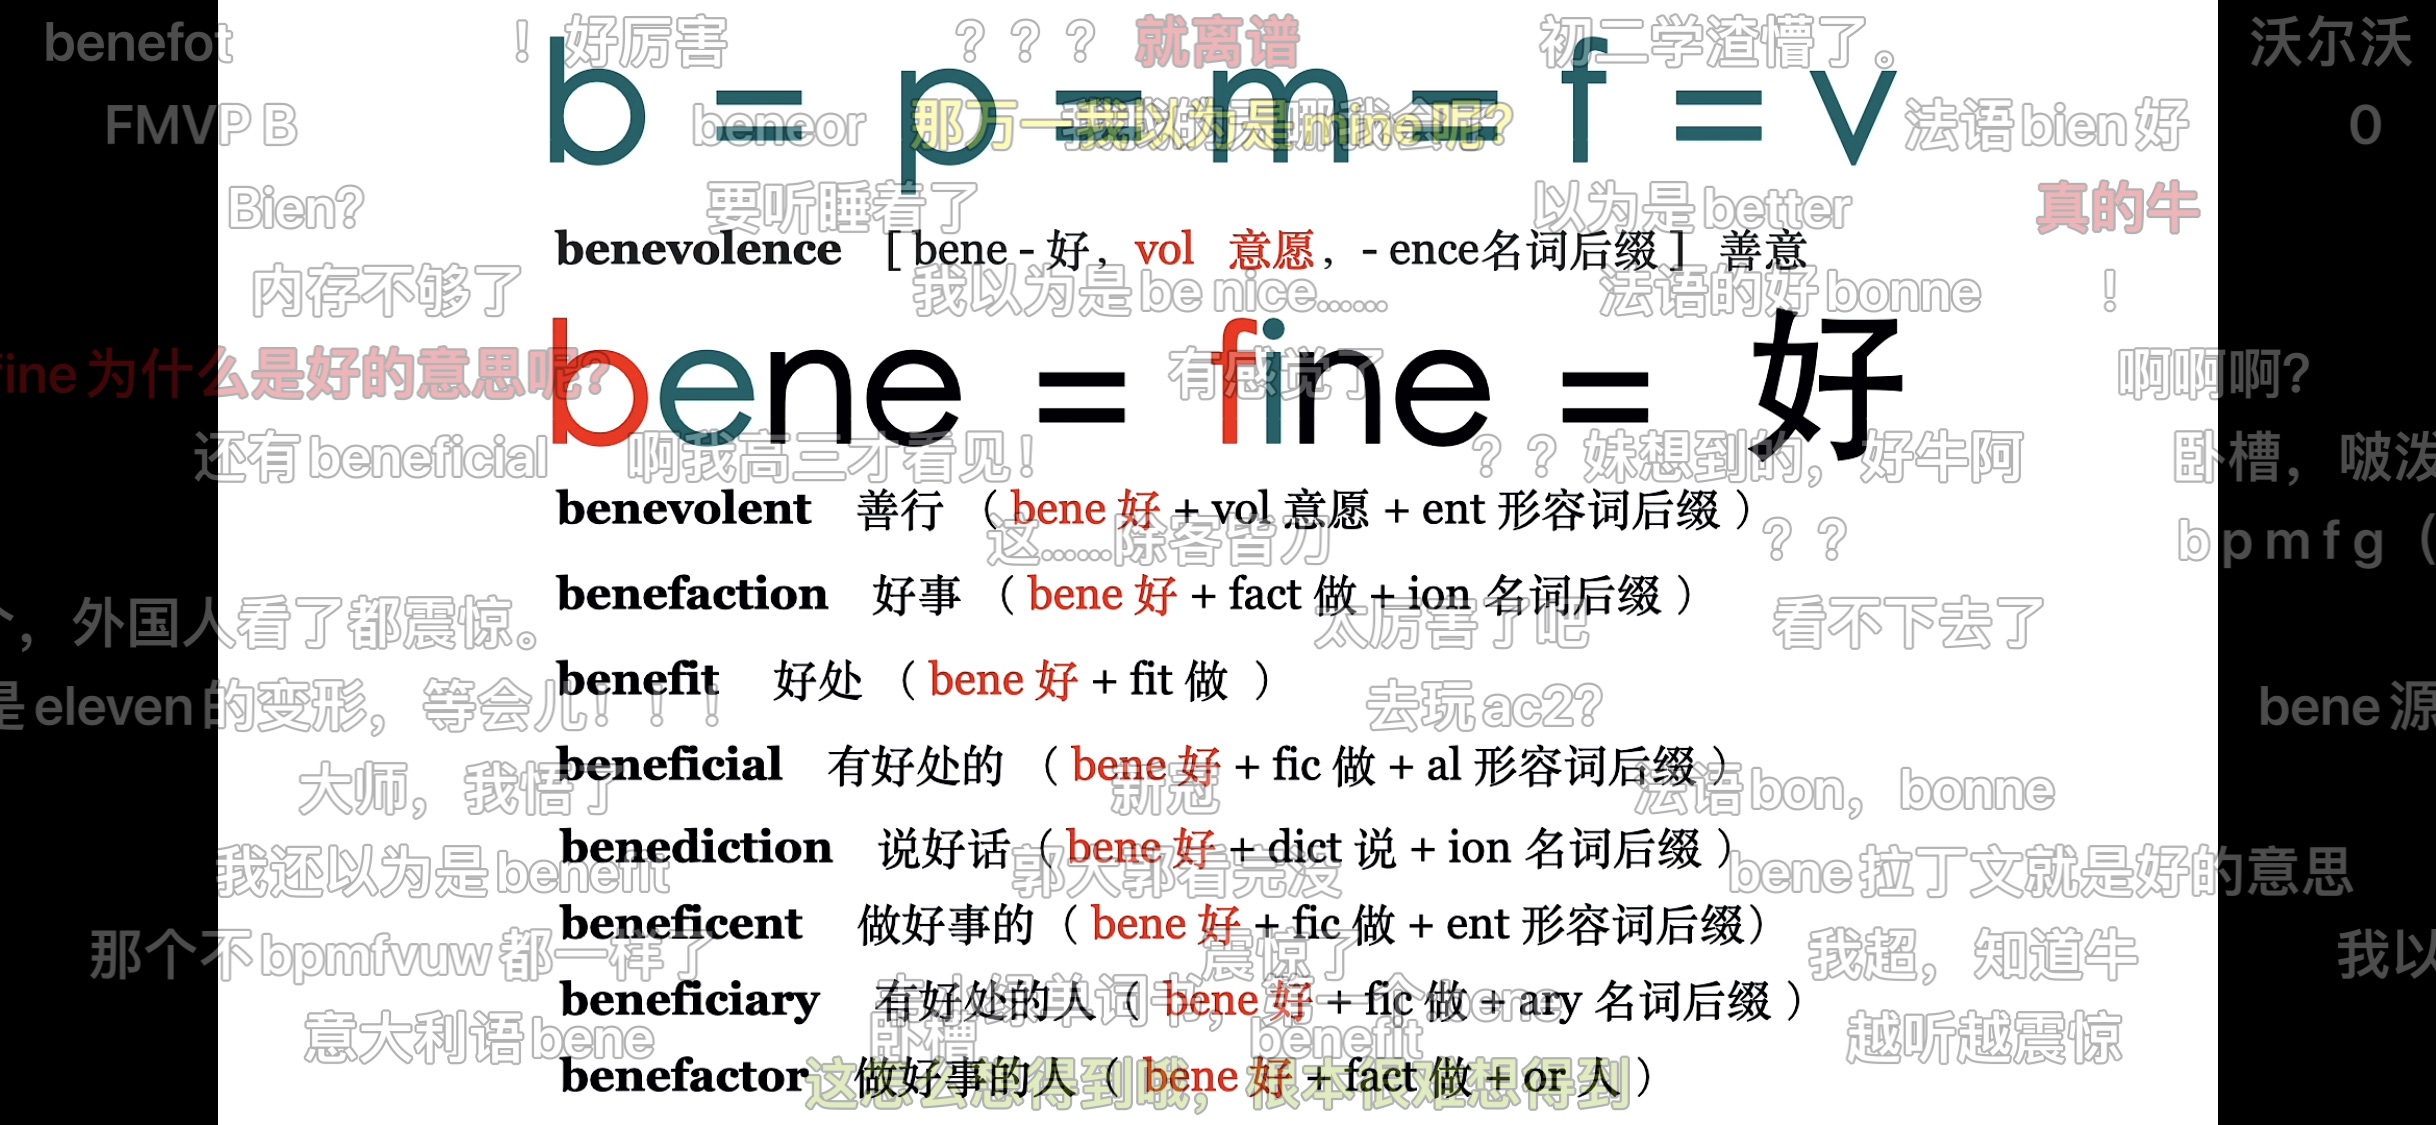 benefot ！好厉害 ？？？ 就离谱 初二学渣懵了。 沃尔沃
b = p = m = f = v
FMVP B bencor 那万一我以为是mine呢？ 法语bien好 0
Bien？ 要听睡着了 以为是better 真的牛
benevolence [ bene - 好， vol 意愿， - ence名词后缀 ] 善意
内存不够了 我以为是be nice…… 法语的好bonne ！
bene = fine = 好
fine为什么是好的意思呢？ 有感觉了 啊啊啊？
还有beneficial 啊我高三才看见！ ？？妹想到的，好牛阿 卧槽，啵泼
benevolent 善行 （ bene 好 + vol 意愿 + ent 形容词后缀 ）
这……除客皆刀 ？？ b p m f g （
benefaction 好事 （ bene 好 + fact 做 + ion 名词后缀 ）
，外国人看了都震惊。 太厉害了吧 看不下去了
benefit 好处 （ bene 好 + fit 做 ）
是eleven的变形，等会儿！！！ 去玩ac2？ bene源
beneficial 有好处的 （ bene 好 + fic 做 + al 形容词后缀 ）
大师，我悟了 新冠 法语bon，bonne
benediction 说好话（ bene 好 + dict 说 + ion 名词后缀 ）
我还以为是benefit 郭大郭看完没 bene拉丁文就是好的意思
beneficent 做好事的（ bene 好 + fic 做 + ent 形容词后缀）
那个不bpmfvuw都一样了 震惊了 我超，知道牛 我以
beneficiary 有好处的人（ bene 好 + fic 做 + ary 名词后缀 ）
意大利语bene 卧槽 benefit 越听越震惊
benefactor 做好事的人（ bene 好 + fact 做 + or 人 ）
这怎么想得到哦，根本很难想得到